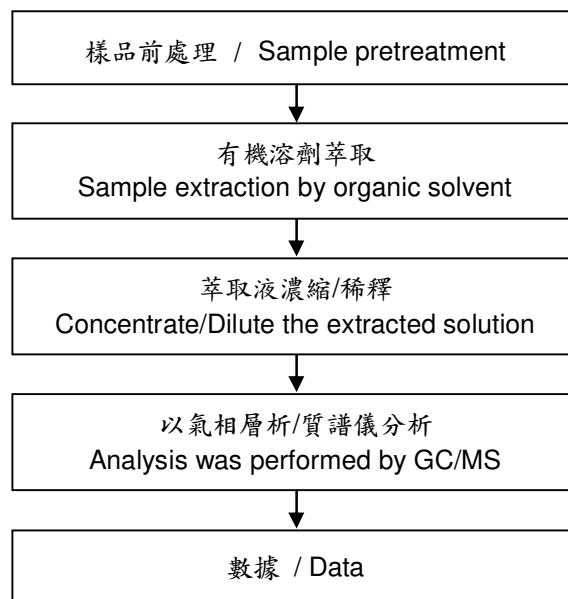 樣品前處理 / Sample pretreatment
有機溶劑萃取
Sample extraction by organic solvent
萃取液濃縮/稀釋
Concentrate/Dilute the extracted solution
以氣相層析/質譜儀分析
Analysis was performed by GC/MS
數據 / Data